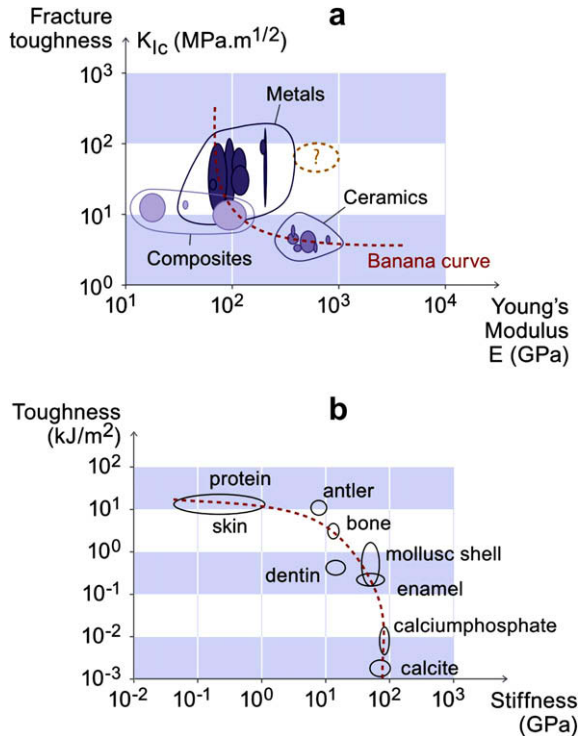 a
Fracture
toughness K_Ic (MPa.m^1/2)
10^3
Metals
10^2
?
Ceramics
10^1
Composites
Banana curve
10^0
10^1 10^2 10^3 10^4
Young's
Modulus
E (GPa)
b
Toughness
(kJ/m^2)
10^2
protein
antler
10^1
skin
bone
10^0
mollusc shell
dentin
10^-1
enamel
calciumphosphate
10^-2
calcite
10^-3
10^-2 10^-1 10^0 10^1 10^2 10^3
Stiffness
(GPa)